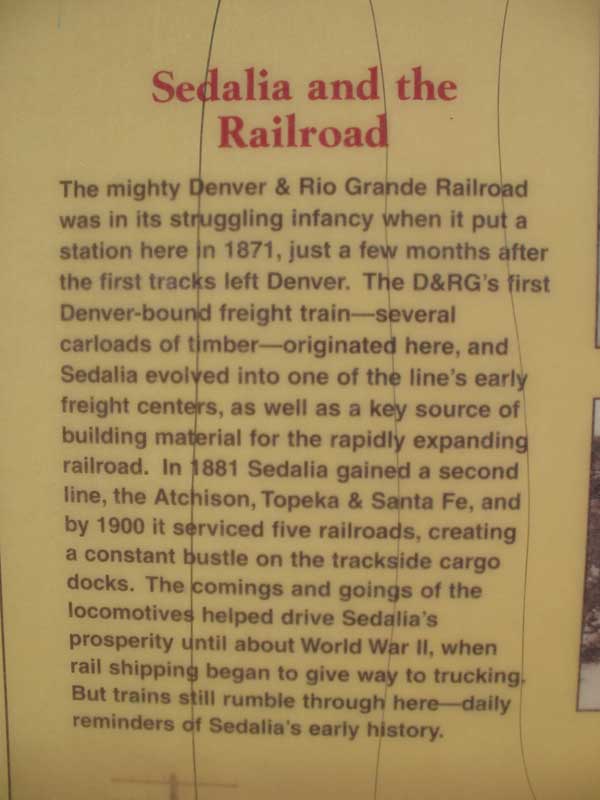 Sedalia and the
Railroad
The mighty Denver & Rio Grande Railroad
was in its struggling infancy when it put a
station here in 1871, just a few months after
the first tracks left Denver. The D&RG's first
Denver-bound freight train—several
carloads of timber—originated here, and
Sedalia evolved into one of the line's early
freight centers, as well as a key source of
building material for the rapidly expanding
railroad. In 1881 Sedalia gained a second
line, the Atchison, Topeka & Santa Fe, and
by 1900 it serviced five railroads, creating
a constant bustle on the trackside cargo
docks. The comings and goings of the
locomotives helped drive Sedalia's
prosperity until about World War II, when
rail shipping began to give way to trucking.
But trains still rumble through here—daily
reminders of Sedalia's early history.